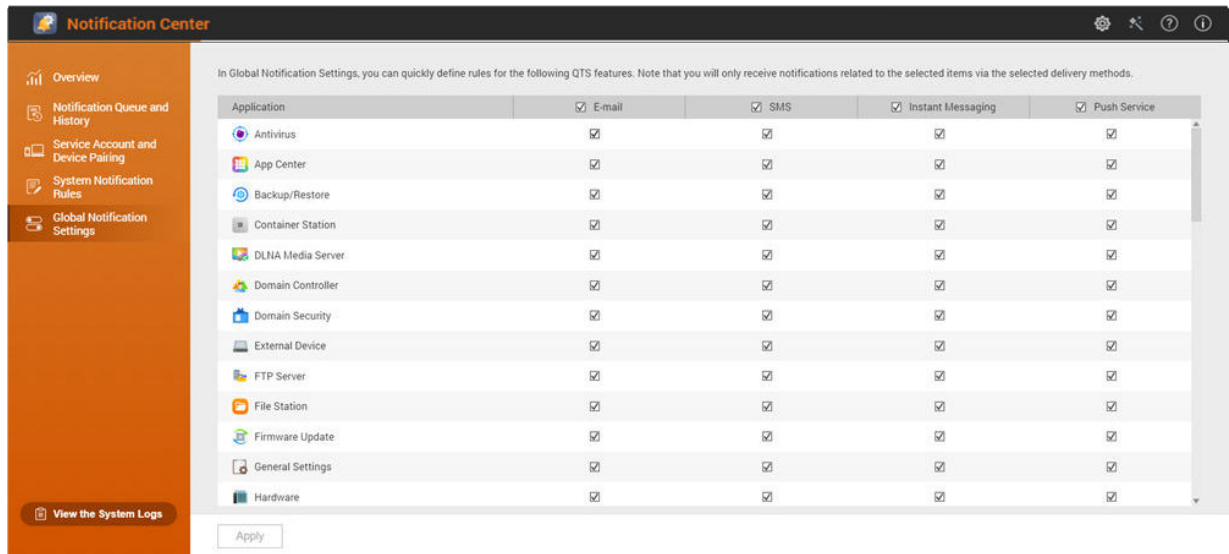 Notification Center
Overview
Notification Queue and
History
Service Account and
Device Pairing
System Notification
Rules
Global Notification
Settings
View the System Logs
In Global Notification Settings, you can quickly define rules for the following QTS features. Note that you will only receive notifications related to the selected items via the selected delivery methods.
Application E-mail SMS Instant Messaging Push Service
Antivirus
App Center
Backup/Restore
Container Station
DLNA Media Server
Domain Controller
Domain Security
External Device
FTP Server
File Station
Firmware Update
General Settings
Hardware
Apply